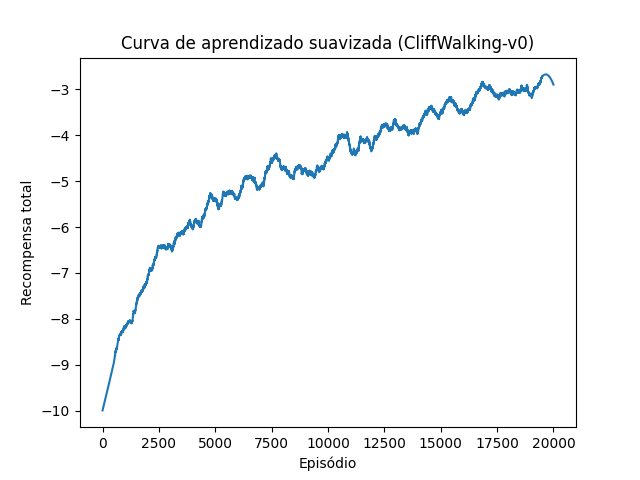 Curva de aprendizado suavizada (CliffWalking-v0)
Recompensa total
−3
−4
−5
−6
−7
−8
−9
−10
0 2500 5000 7500 10000 12500 15000 17500 20000
Episódio